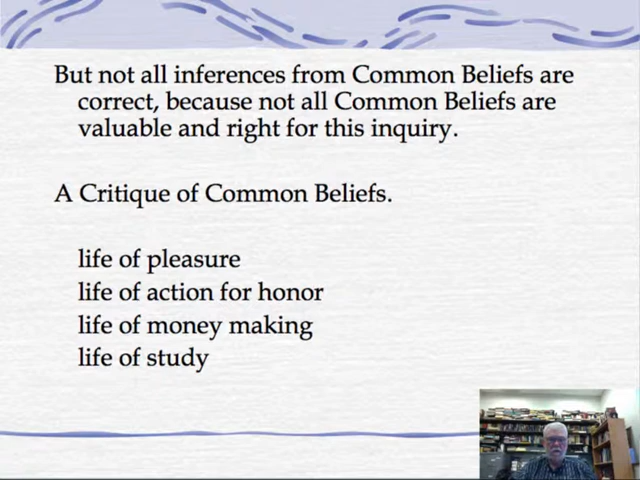 But not all inferences from Common Beliefs are
correct, because not all Common Beliefs are
valuable and right for this inquiry.
A Critique of Common Beliefs.
life of pleasure
life of action for honor
life of money making
life of study